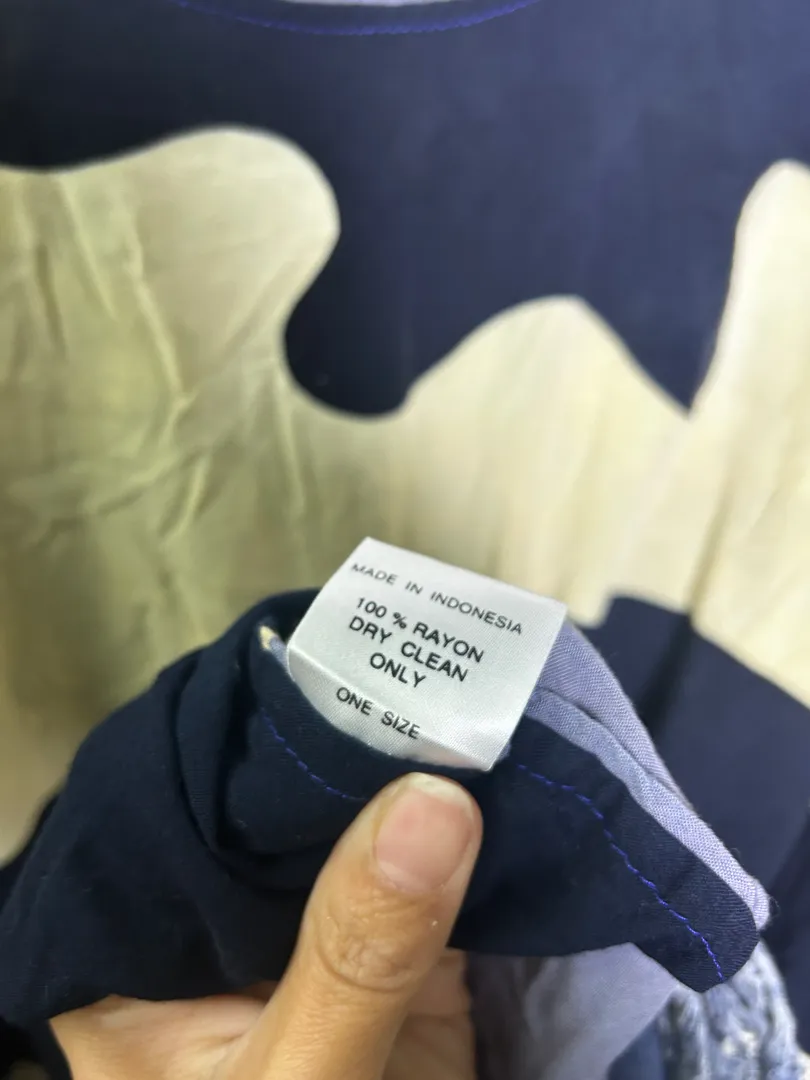 MADE IN INDONESIA
100 % RAYON
DRY CLEAN
ONLY
ONE SIZE